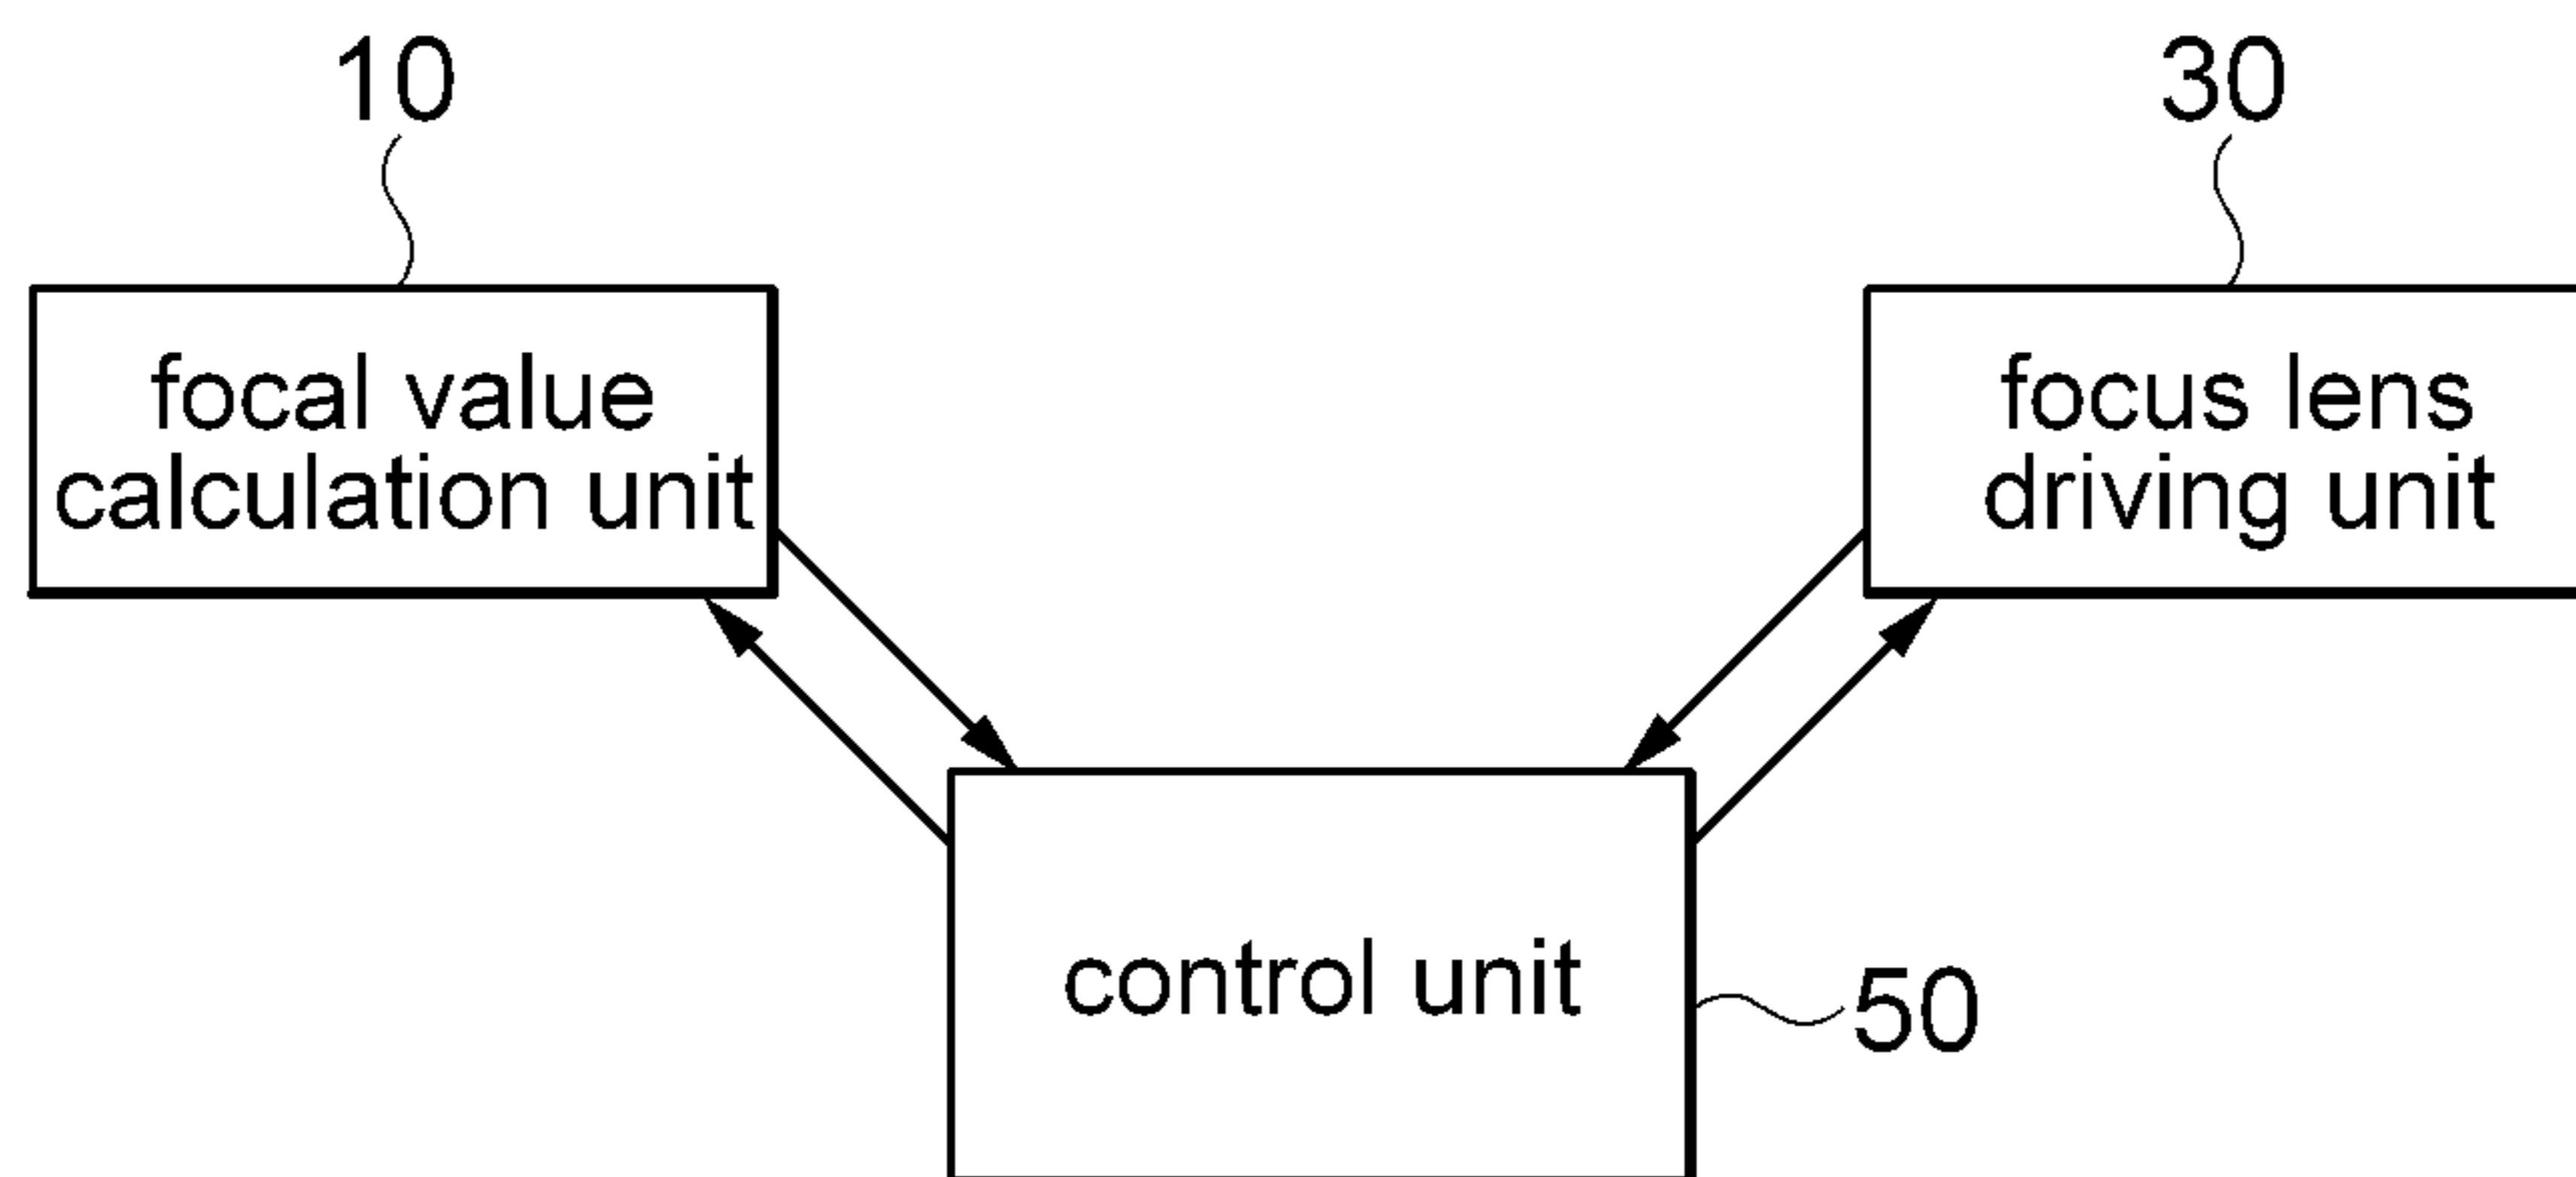 10
30
focal value
calculation unit
focus lens
driving unit
control unit
50